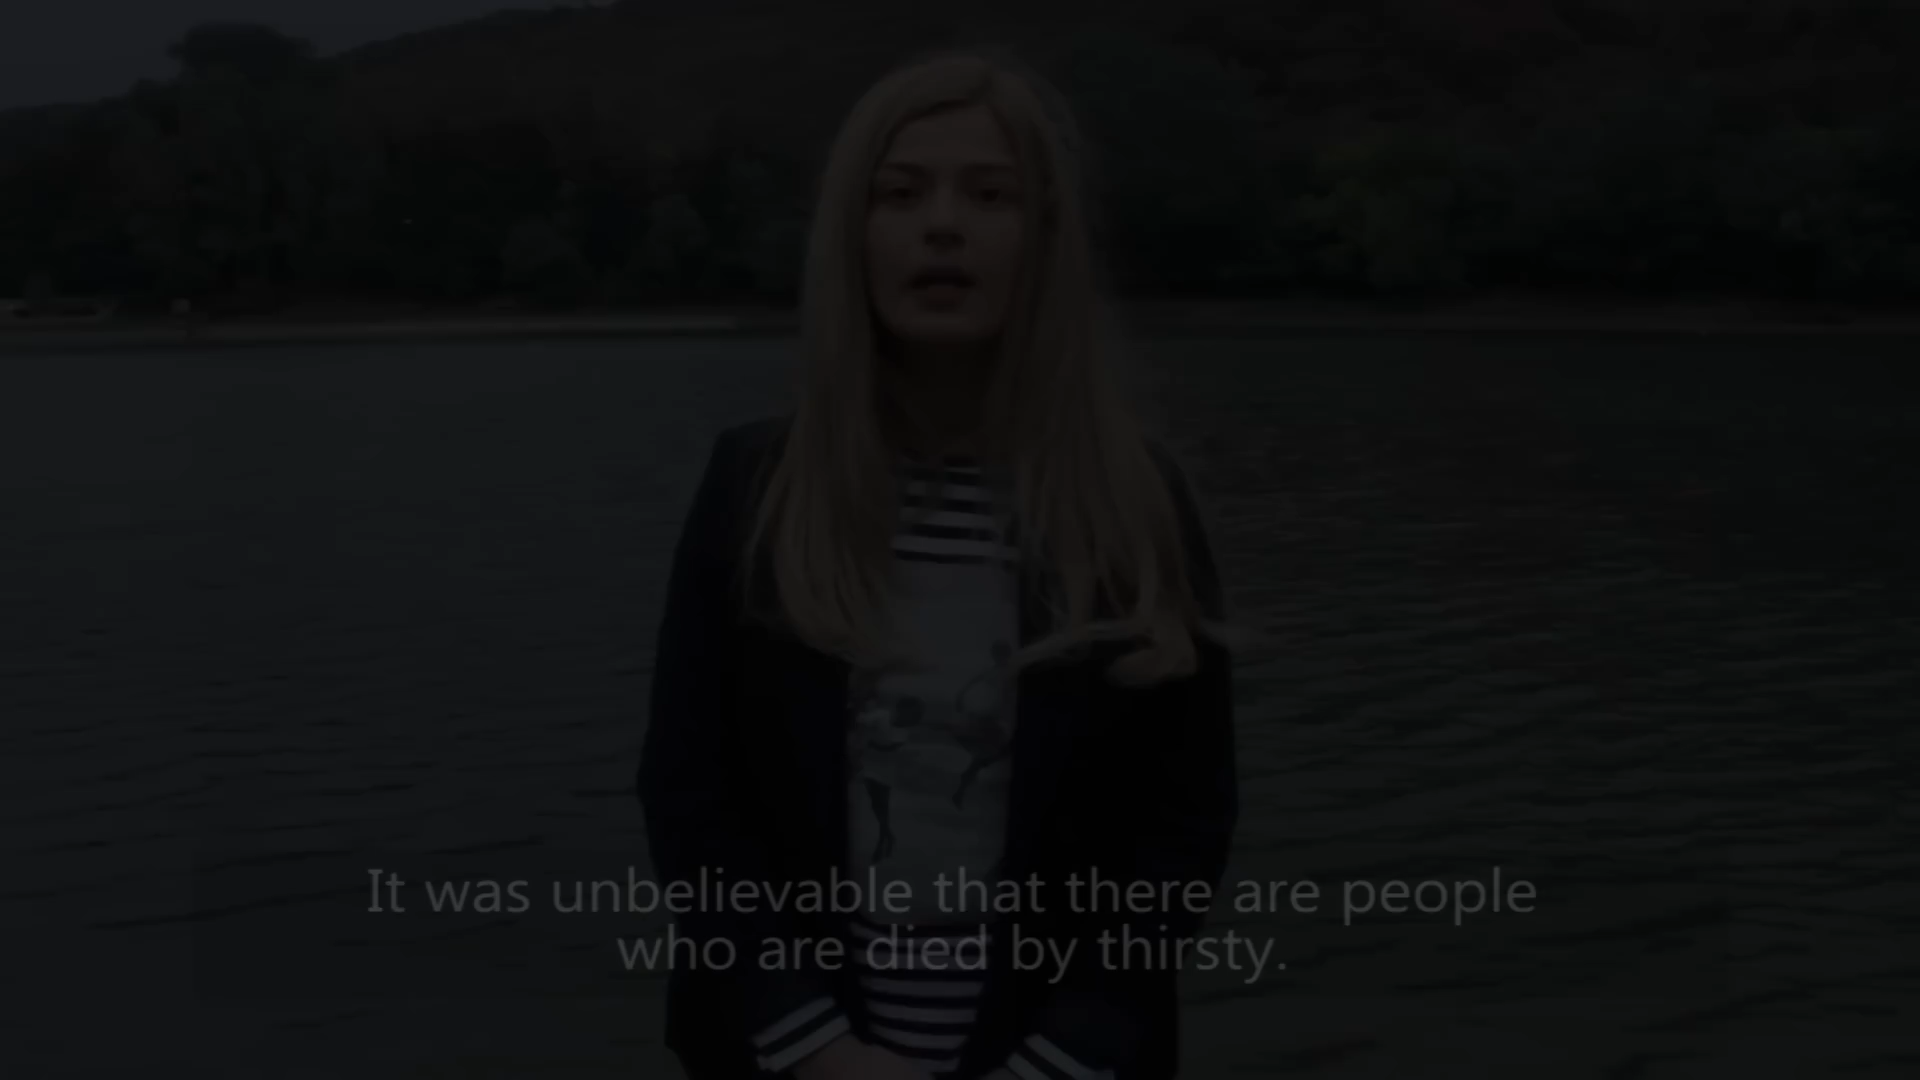 It was unbelievable that there are people
who are died by thirsty.